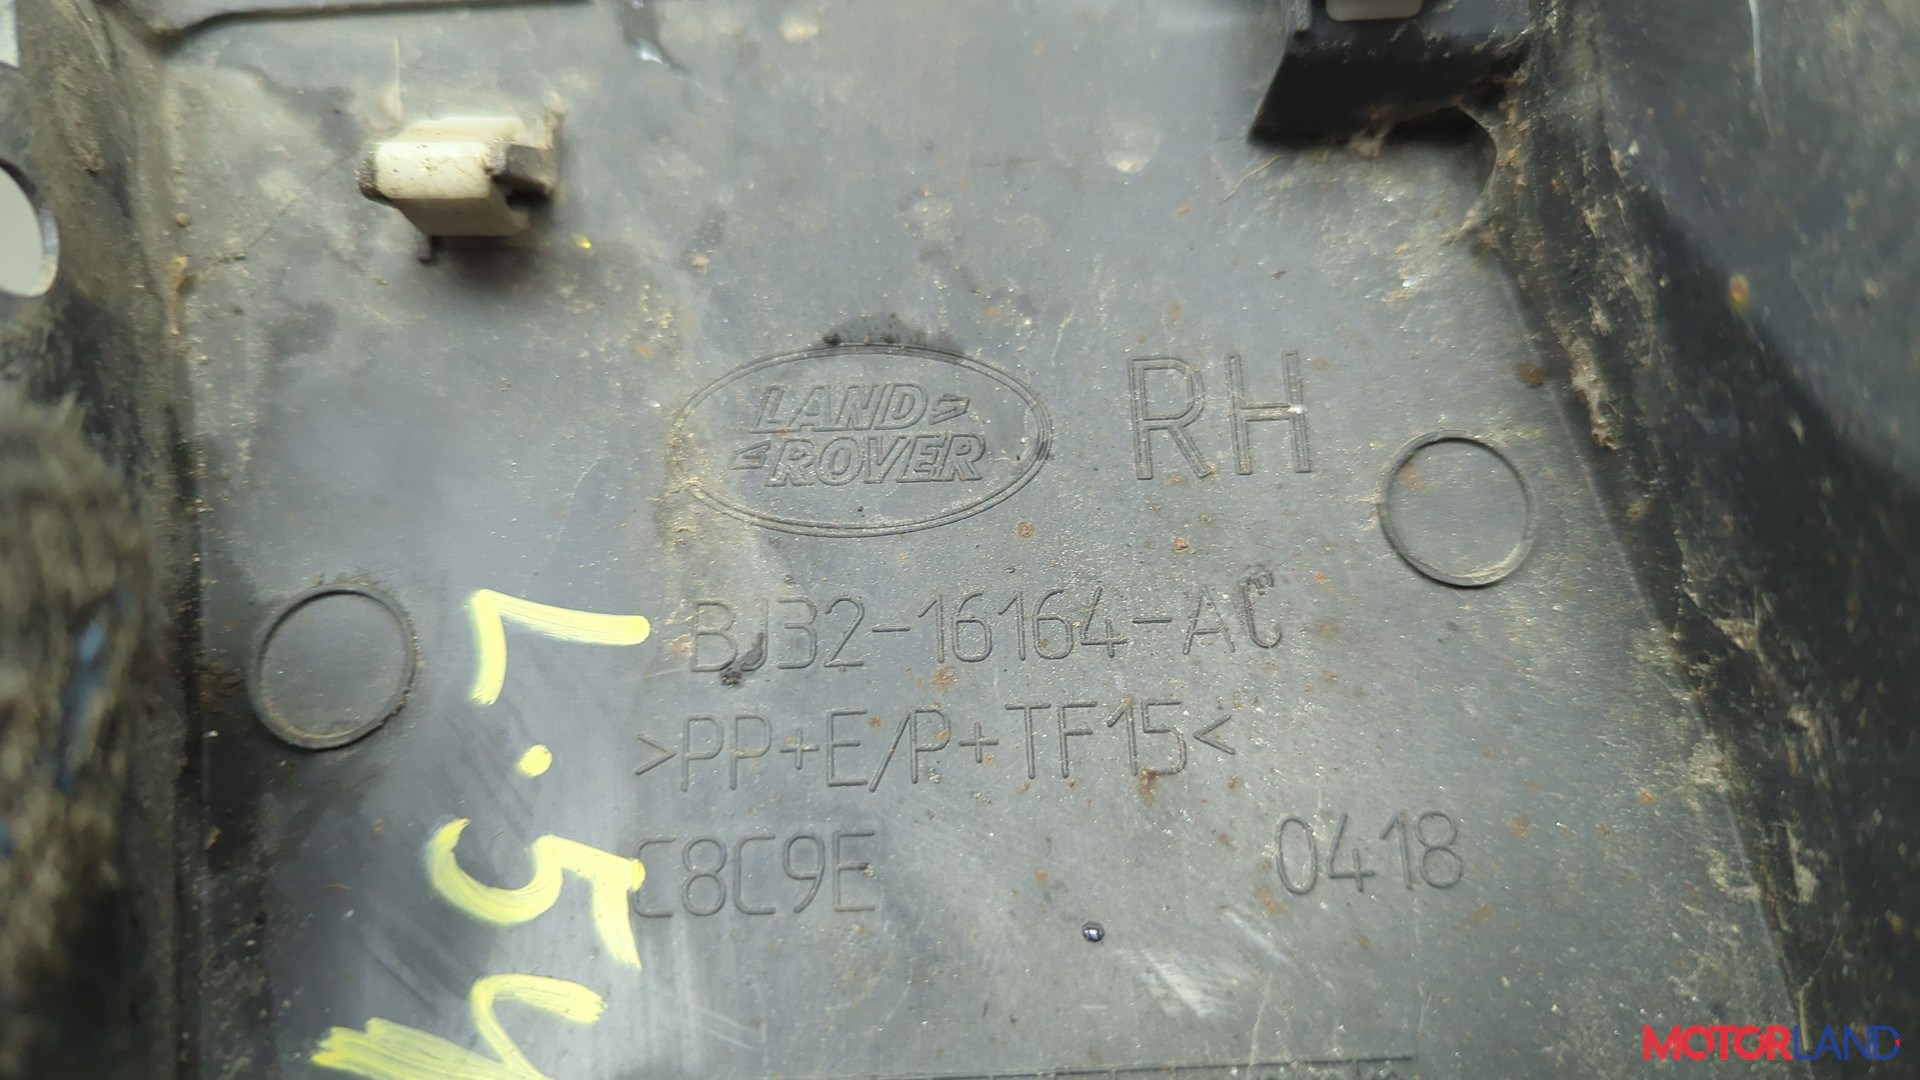 LAND
ROVER
RH
BJ32-16164-AC
>PP+E/P+TF15<
C8C9E 0418
MOTORLAND